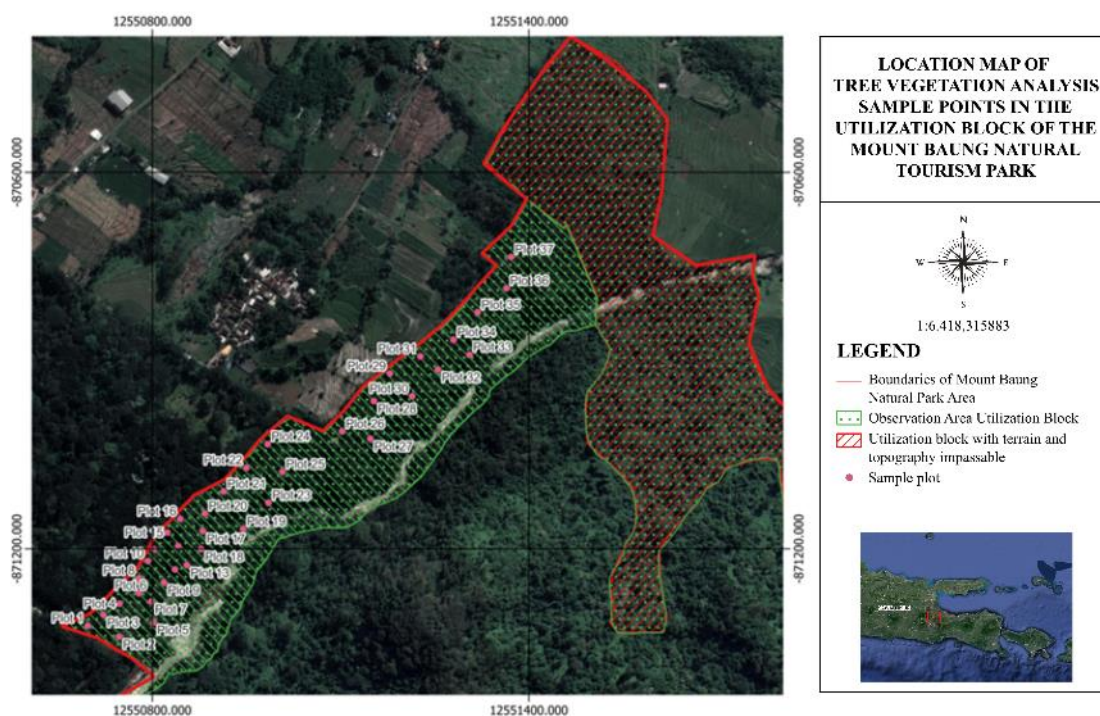 12550800.000
12551400.000
-870600.000
-871200.000
-870600.000
-871200.000
Plot 37
Plot 36
Plot 35
Plot 34
Plot 33
Plot 31
Plot 32
Plot 29
Plot 30
Plot 28
Plot 26
Plot 27
Plot 24
Plot 25
Plot 22
Plot 21
Plot 23
Plot 20
Plot 16
Plot 19
Plot 15
Plot 17
Plot 10
Plot 18
Plot 8
Plot 13
Plot 6
Plot 9
Plot 4
Plot 7
Plot 1
Plot 3
Plot 5
Plot 2
12550800.000
12551400.000
LOCATION MAP OF
TREE VEGETATION ANALYSIS
SAMPLE POINTS IN THE
UTILIZATION BLOCK OF THE
MOUNT BAUNG NATURAL
TOURISM PARK
N
W
E
S
1:6.418,315883
LEGEND
Boundaries of Mount Baung
Natural Park Area
Observation Area Utilization Block
Utilization block with terrain and
topography impassable
Sample plot